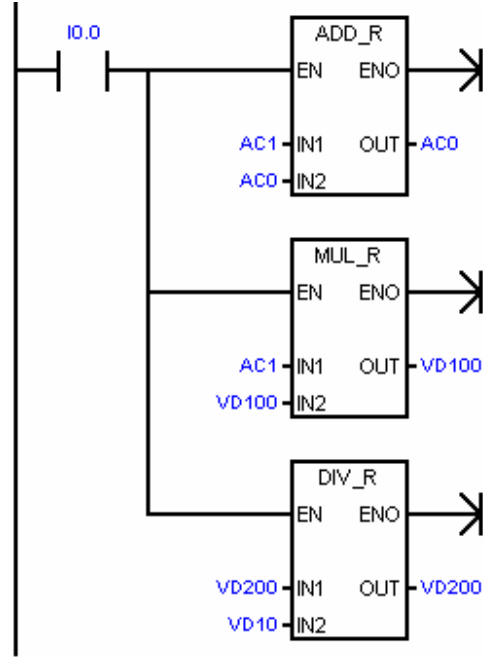 I0.0
ADD_R
EN ENO
AC1 IN1 OUT AC0
AC0 IN2
MUL_R
EN ENO
AC1 IN1 OUT VD100
VD100 IN2
DIV_R
EN ENO
VD200 IN1 OUT VD200
VD10 IN2